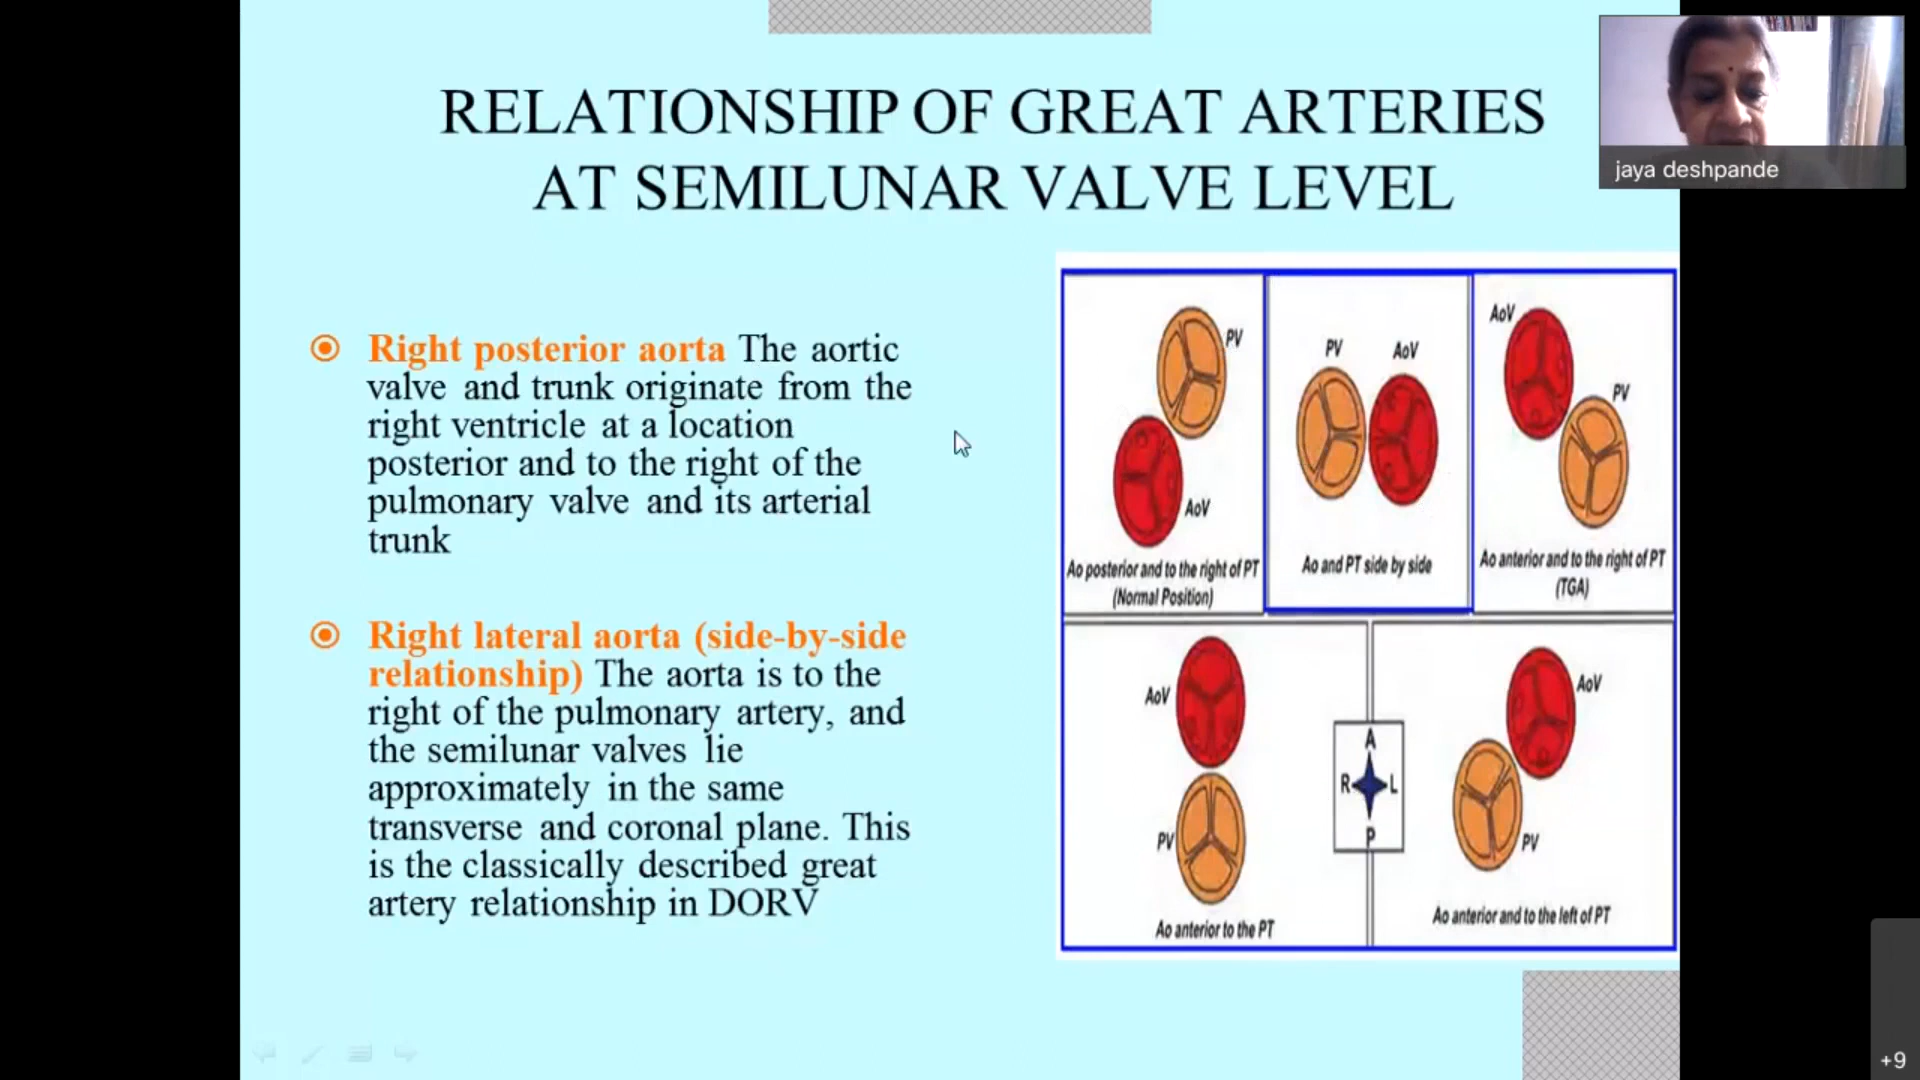 RELATIONSHIP OF GREAT ARTERIES
AT SEMILUNAR VALVE LEVEL
jaya deshpande
Right posterior aorta The aortic
valve and trunk originate from the
right ventricle at a location
posterior and to the right of the
pulmonary valve and its arterial
trunk
Right lateral aorta (side-by-side
relationship) The aorta is to the
right of the pulmonary artery, and
the semilunar valves lie
approximately in the same
transverse and coronal plane. This
is the classically described great
artery relationship in DORV
PV
AoV
Ao posterior and to the right of PT
(Normal Position)
PV AoV
Ao and PT side by side
AoV
PV
Ao anterior and to the right of PT
(TGA)
AoV
PV
Ao anterior to the PT
A
R L
P
AoV
PV
Ao anterior and to the left of PT
+9